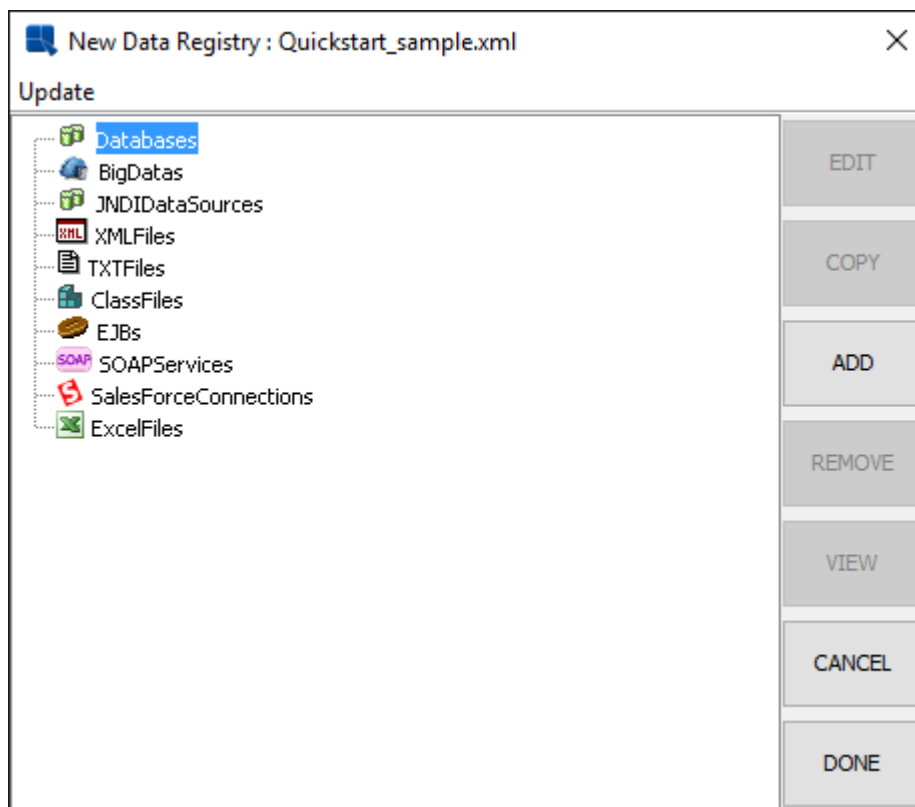 New Data Registry : Quickstart_sample.xml
Update
Databases
BigDatas
JNDIDataSources
XML XMLFiles
TXTFiles
ClassFiles
EJBs
SOAP SOAPServices
S SalesForceConnections
X ExcelFiles
EDIT
COPY
ADD
REMOVE
VIEW
CANCEL
DONE